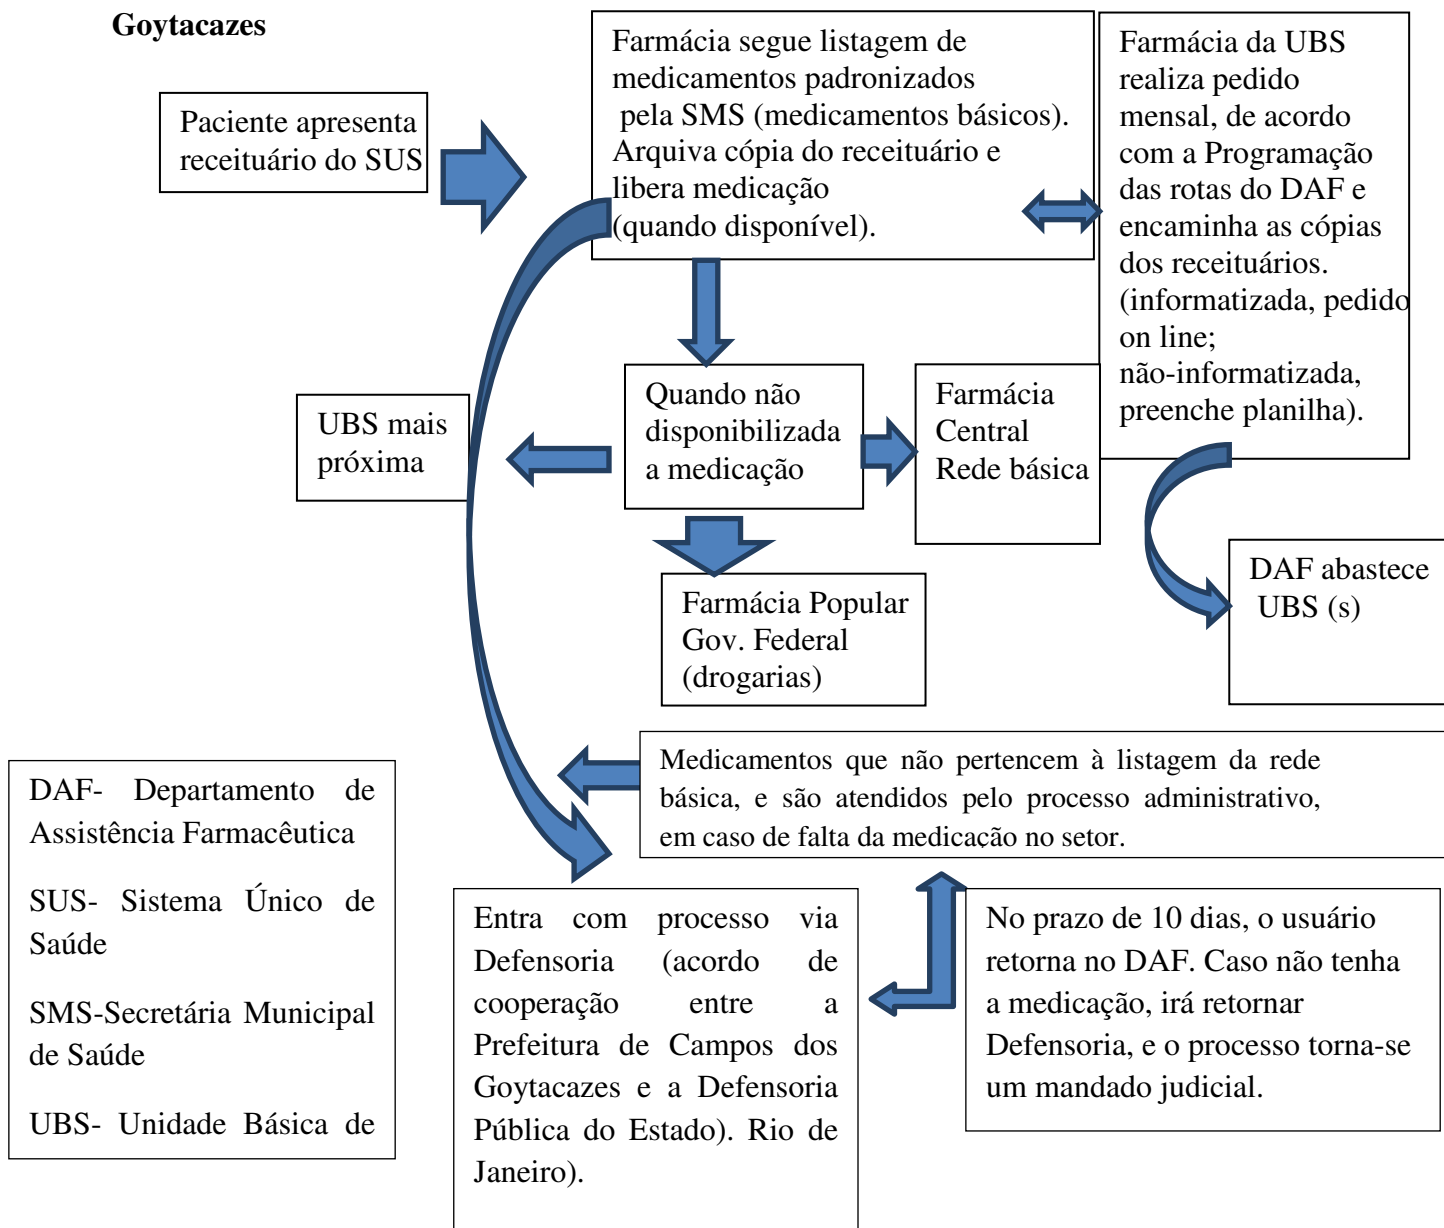 Goytacazes
Paciente apresenta
receituário do SUS
Farmácia segue listagem de
medicamentos padronizados
pela SMS (medicamentos básicos).
Arquiva cópia do receituário e
libera medicação
(quando disponível).
Farmácia da UBS
realiza pedido
mensal, de acordo
com a Programação
das rotas do DAF e
encaminha as cópias
dos receituários.
(informatizada, pedido
on line;
não-informatizada,
preenche planilha).
UBS mais
próxima
Quando não
disponibilizada
a medicação
Farmácia
Central
Rede básica
DAF abastece
UBS (s)
Farmácia Popular
Gov. Federal
(drogarias)
Medicamentos que não pertencem à listagem da rede
básica, e são atendidos pelo processo administrativo,
em caso de falta da medicação no setor.
DAF- Departamento de
Assistência Farmacêutica
SUS- Sistema Único de
Saúde
SMS-Secretária Municipal
de Saúde
UBS- Unidade Básica de
Entra com processo via
Defensoria (acordo de
cooperação entre a
Prefeitura de Campos dos
Goytacazes e a Defensoria
Pública do Estado). Rio de
Janeiro).
No prazo de 10 dias, o usuário
retorna no DAF. Caso não tenha
a medicação, irá retornar
Defensoria, e o processo torna-se
um mandado judicial.